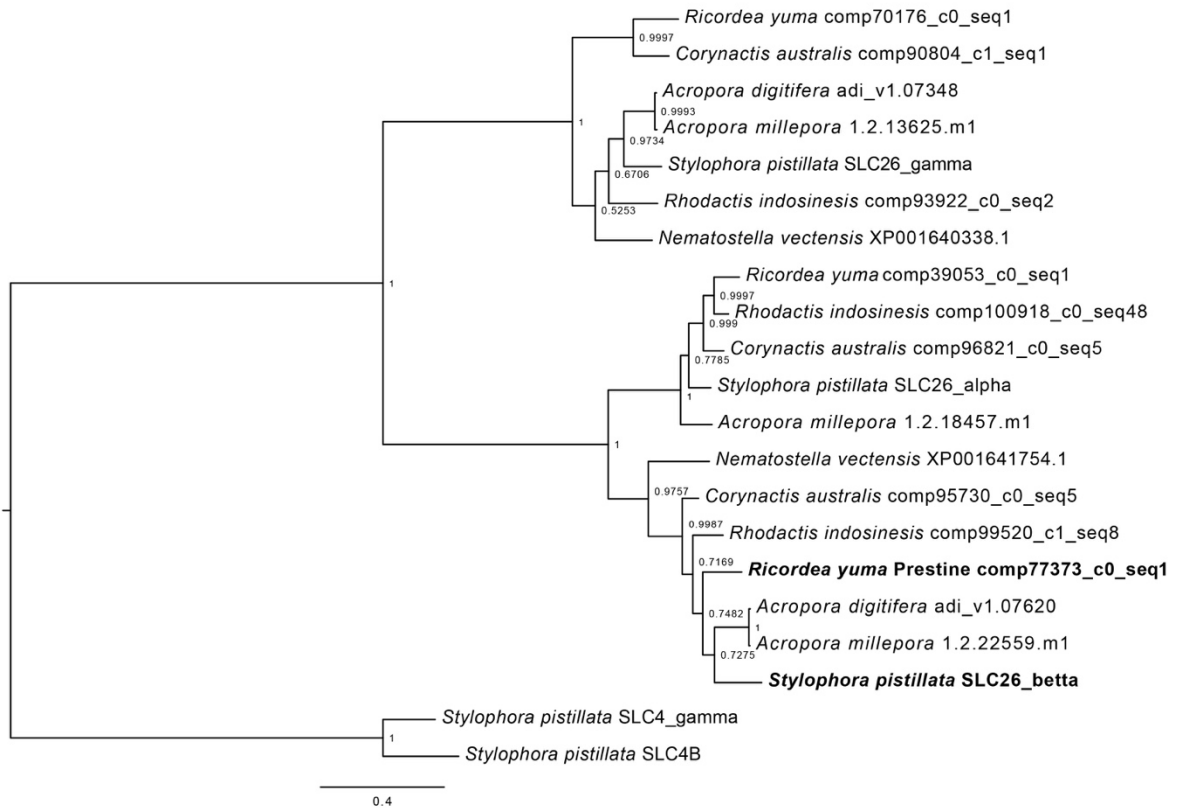 Ricordea yuma comp70176_c0_seq1
0.9997
Corynactis australis comp90804_c1_seq1
Acropora digitifera adi_v1.07348
0.9993
1
Acropora millepora 1.2.13625.m1
0.9734
Stylophora pistillata SLC26_gamma
0.6706
Rhodactis indosinesis comp93922_c0_seq2
0.5253
Nematostella vectensis XP001640338.1
Ricordea yuma comp39053_c0_seq1
1
0.9997
Rhodactis indosinesis comp100918_c0_seq48
0.999
Corynactis australis comp96821_c0_seq5
0.7785
Stylophora pistillata SLC26_alpha
1
Acropora millepora 1.2.18457.m1
1
Nematostella vectensis XP001641754.1
0.9757
Corynactis australis comp95730_c0_seq5
0.9987
Rhodactis indosinesis comp99520_c1_seq8
0.7169
Ricordea yuma Prestine comp77373_c0_seq1
Acropora digitifera adi_v1.07620
0.7482
1
Acropora millepora 1.2.22559.m1
0.7275
Stylophora pistillata SLC26_betta
Stylophora pistillata SLC4_gamma
1
Stylophora pistillata SLC4B
0.4